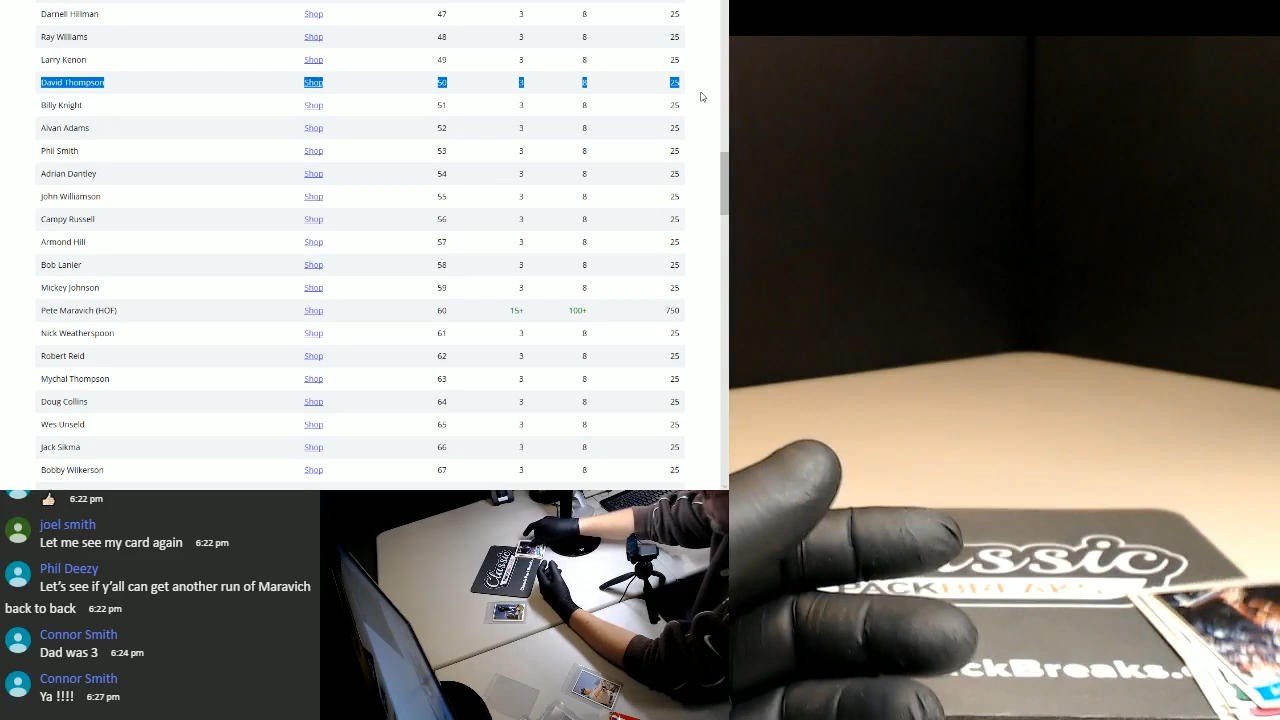 Darnell Hillman Shop 47 3 8 25
Ray Williams Shop 48 3 8 25
Larry Kenon Shop 49 3 8 25
David Thompson Shop 50 3 8 25
Billy Knight Shop 51 3 8 25
Alvan Adams Shop 52 3 8 25
Phil Smith Shop 53 3 8 25
Adrian Dantley Shop 54 3 8 25
John Williamson Shop 55 3 8 25
Campy Russell Shop 56 3 8 25
Armond Hill Shop 57 3 8 25
Bob Lanier Shop 58 3 8 25
Mickey Johnson Shop 59 3 8 25
Pete Maravich (HOF) Shop 60 15+ 100+ 750
Nick Weatherspoon Shop 61 3 8 25
Robert Reid Shop 62 3 8 25
Mychal Thompson Shop 63 3 8 25
Doug Collins Shop 64 3 8 25
Wes Unseld Shop 65 3 8 25
Jack Sikma Shop 66 3 8 25
Bobby Wilkerson Shop 67 3 8 25
👍🏻 6:22 pm
joel smith
Let me see my card again 6:22 pm
Phil Deezy
Let's see if y'all can get another run of Maravich
back to back 6:22 pm
Connor Smith
Dad was 3 6:24 pm
Connor Smith
Ya !!!! 6:27 pm
Classic